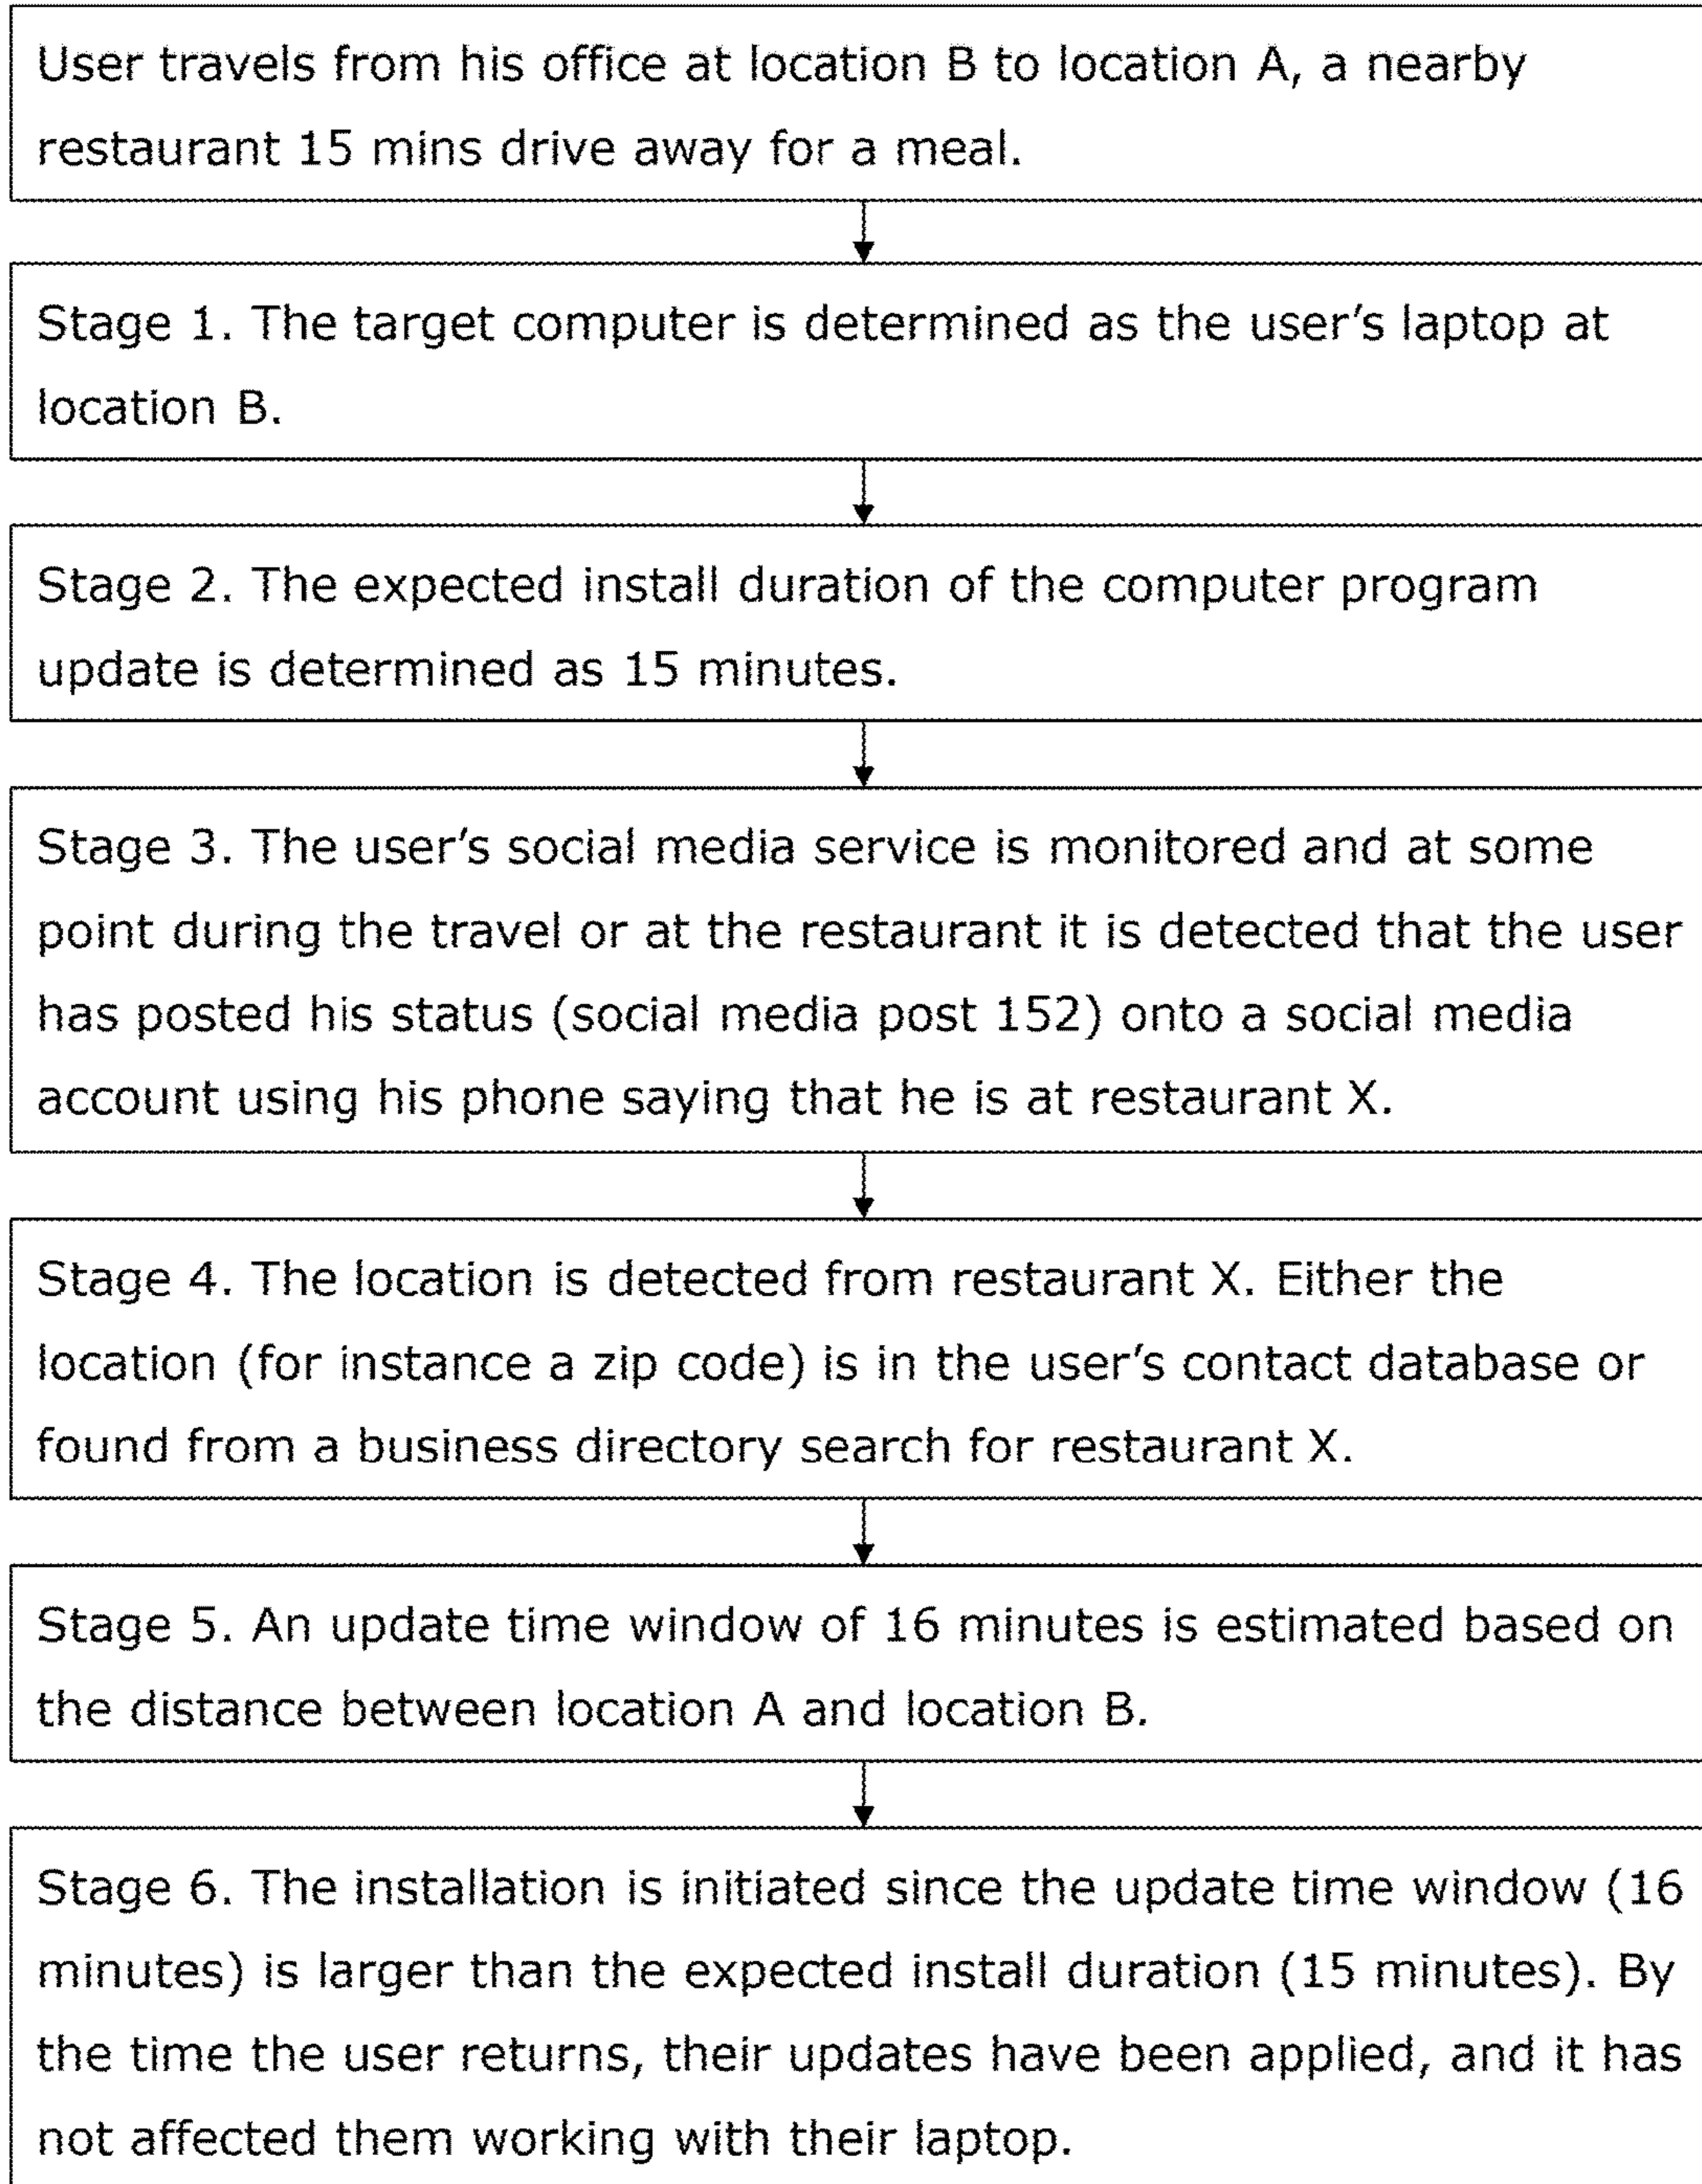 User travels from his office at location B to location A, a nearby
restaurant 15 mins drive away for a meal.
Stage 1. The target computer is determined as the user's laptop at
location B.
Stage 2. The expected install duration of the computer program
update is determined as 15 minutes.
Stage 3. The user's social media service is monitored and at some
point during the travel or at the restaurant it is detected that the user
has posted his status (social media post 152) onto a social media
account using his phone saying that he is at restaurant X.
Stage 4. The location is detected from restaurant X. Either the
location (for instance a zip code) is in the user's contact database or
found from a business directory search for restaurant X.
Stage 5. An update time window of 16 minutes is estimated based on
the distance between location A and location B.
Stage 6. The installation is initiated since the update time window (16
minutes) is larger than the expected install duration (15 minutes). By
the time the user returns, their updates have been applied, and it has
not affected them working with their laptop.